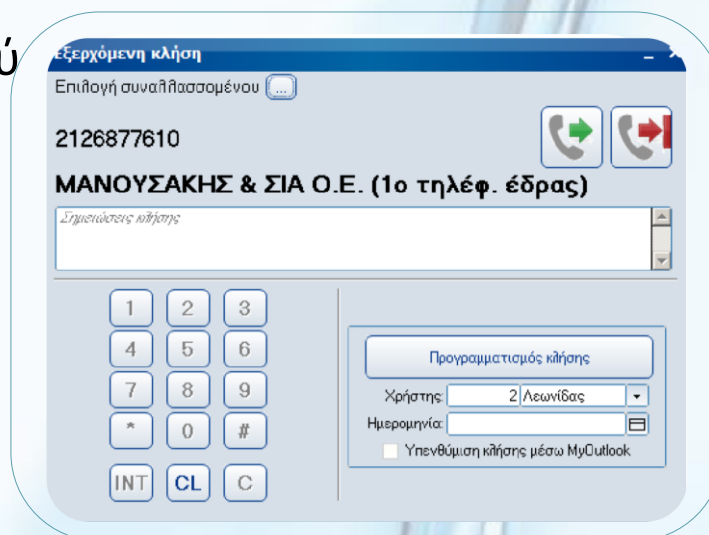 ύ
Εξερχόμενη κλήση
Επιλογή συναλλασσομένου ...
2126877610
ΜΑΝΟΥΣΑΚΗΣ & ΣΙΑ Ο.Ε. (1ο τηλέφ. έδρας)
Σημειώσεις κλήσης
1 2 3
4 5 6
7 8 9
* 0 #
INT CL C
Προγραμματισμός κλήσης
Χρήστης: 2 Λεωνίδας
Ημερομηνία:
Υπενθύμιση κλήσης μέσω MyOutlook